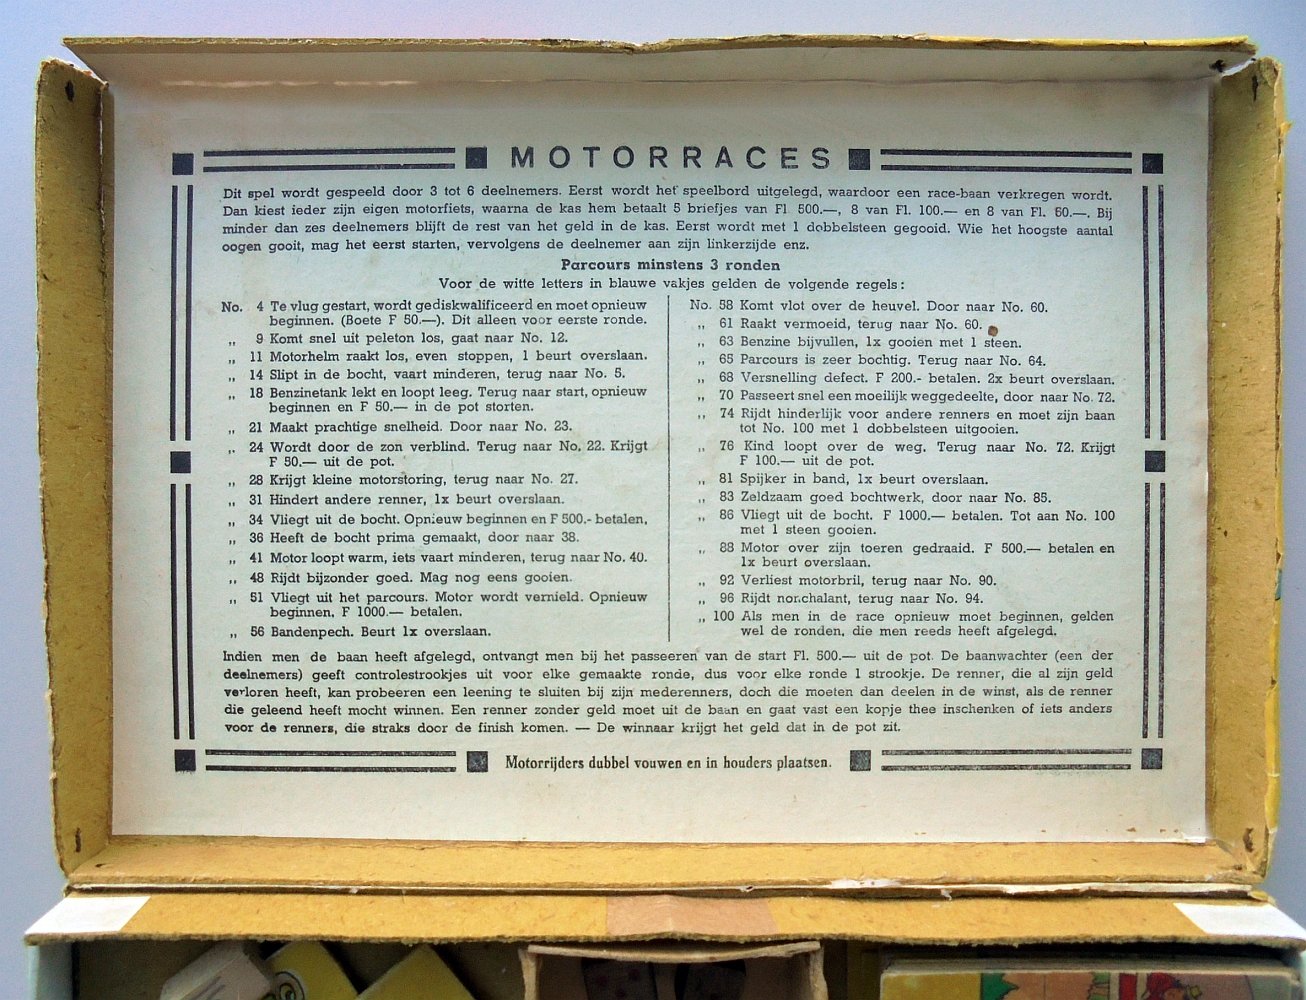 MOTORRACES
Dit spel wordt gespeeld door 3 tot 6 deelnemers. Eerst wordt het speelbord uitgelegd, waardoor een race-baan verkregen wordt.
Dan kiest ieder zijn eigen motorfiets, waarna de kas hem betaalt 5 briefjes van Fl 500.—, 8 van Fl. 100.— en 8 van Fl. 60.—. Bij
minder dan zes deelnemers blijft de rest van het geld in de kas. Eerst wordt met 1 dobbelsteen gegooid. Wie het hoogste aantal
oogen gooit, mag het eerst starten, vervolgens de deelnemer aan zijn linkerzijde enz.
Parcours minstens 3 ronden
Voor de witte letters in blauwe vakjes gelden de volgende regels:
No. 4 Te vlug gestart, wordt gediskwalificeerd en moet opnieuw
beginnen. (Boete F 50.—). Dit alleen voor eerste ronde.
„ 9 Komt snel uit peleton los, gaat naar No. 12.
„ 11 Motorhelm raakt los, even stoppen, 1 beurt overslaan.
„ 14 Slipt in de bocht, vaart minderen, terug naar No. 5.
„ 18 Benzinetank lekt en loopt leeg. Terug naar start, opnieuw
beginnen en F 50.— in de pot storten.
„ 21 Maakt prachtige snelheid. Door naar No. 23.
„ 24 Wordt door de zon verblind. Terug naar No. 22. Krijgt
F 50.— uit de pot.
„ 28 Krijgt kleine motorstoring, terug naar No. 27.
„ 31 Hindert andere renner, 1x beurt overslaan.
„ 34 Vliegt uit de bocht. Opnieuw beginnen en F 500.- betalen,
„ 36 Heeft de bocht prima gemaakt, door naar 38.
„ 41 Motor loopt warm, iets vaart minderen, terug naar No. 40.
„ 48 Rijdt bijzonder goed. Mag nog eens gooien.
„ 51 Vliegt uit het parcours. Motor wordt vernield. Opnieuw
beginnen, F 1000.— betalen.
„ 56 Bandenpech. Beurt 1x overslaan.
No. 58 Komt vlot over de heuvel. Door naar No. 60.
„ 61 Raakt vermoeid, terug naar No. 60.
„ 63 Benzine bijvullen, 1x gooien met 1 steen.
„ 65 Parcours is zeer bochtig. Terug naar No. 64.
„ 68 Versnelling defect. F 200.- betalen. 2x beurt overslaan.
„ 70 Passeert snel een moeilijk weggedeelte, door naar No. 72.
„ 74 Rijdt hinderlijk voor andere renners en moet zijn baan
tot No. 100 met 1 dobbelsteen uitgooien.
„ 76 Kind loopt over de weg. Terug naar No. 72. Krijgt
F 100.— uit de pot.
„ 81 Spijker in band, 1x beurt overslaan.
„ 83 Zeldzaam goed bochtwerk, door naar No. 85.
„ 86 Vliegt uit de bocht. F 1000.— betalen. Tot aan No. 100
met 1 steen gooien.
„ 88 Motor over zijn toeren gedraaid. F 500.— betalen en
1x beurt overslaan.
„ 92 Verliest motorbril, terug naar No. 90.
„ 96 Rijdt nonchalant, terug naar No. 94.
„ 100 Als men in de race opnieuw moet beginnen, gelden
wel de ronden, die men reeds heeft afgelegd.
Indien men de baan heeft afgelegd, ontvangt men bij het passeeren van de start Fl. 500.— uit de pot. De baanwachter (een der
deelnemers) geeft controlestrookjes uit voor elke gemaakte ronde, dus voor elke ronde 1 strookje. De renner, die al zijn geld
verloren heeft, kan probeeren een leening te sluiten bij zijn mederenners, doch die moeten dan deelen in de winst, als de renner
die geleend heeft mocht winnen. Een renner zonder geld moet uit de baan en gaat vast een kopje thee inschenken of iets anders
voor de renners, die straks door de finish komen. — De winnaar krijgt het geld dat in de pot zit.
Motorrijders dubbel vouwen en in houders plaatsen.